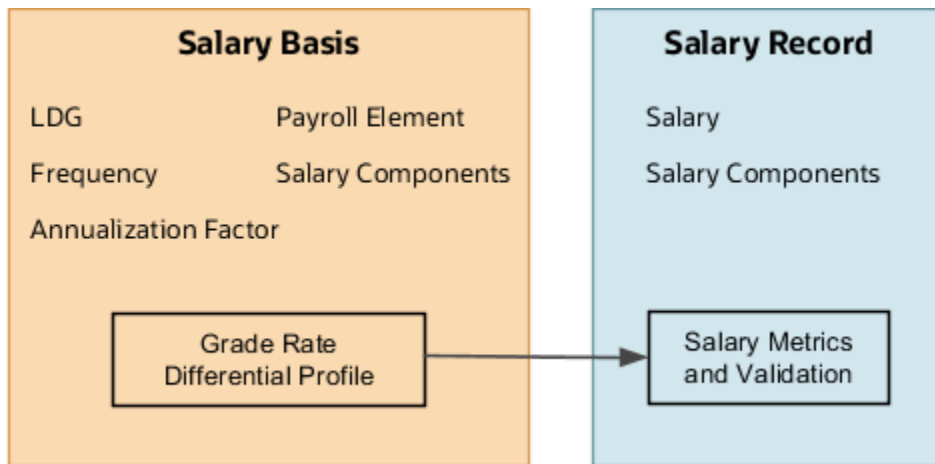 Salary Basis
LDG
Payroll Element
Frequency
Salary Components
Annualization Factor
Grade Rate
Differential Profile
Salary Record
Salary
Salary Components
Salary Metrics
and Validation